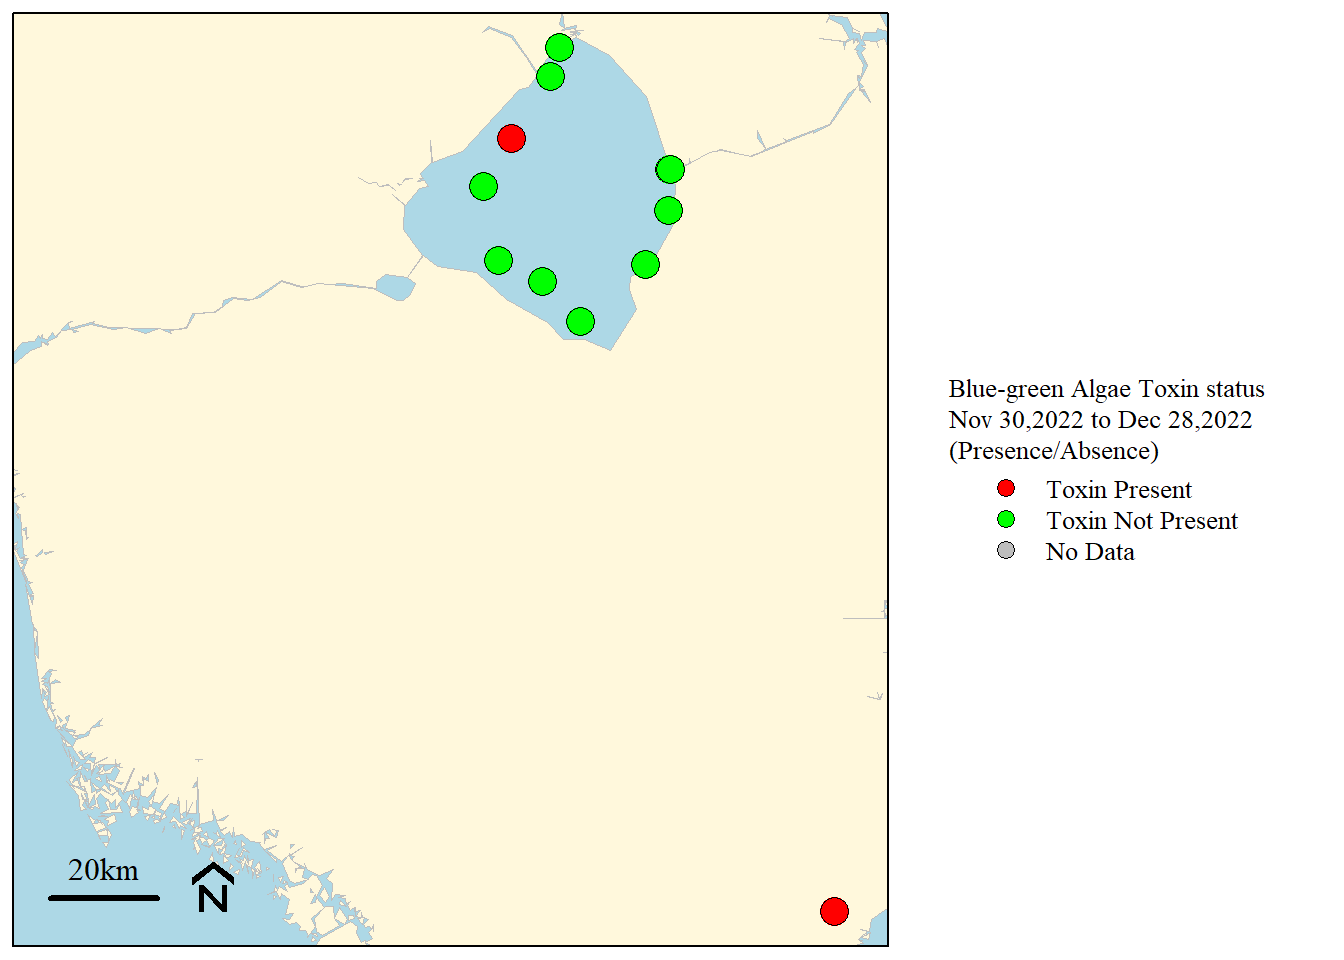 Blue-green Algae Toxin status
Nov 30,2022 to Dec 28,2022
(Presence/Absence)
Toxin Present
Toxin Not Present
No Data
20km
N